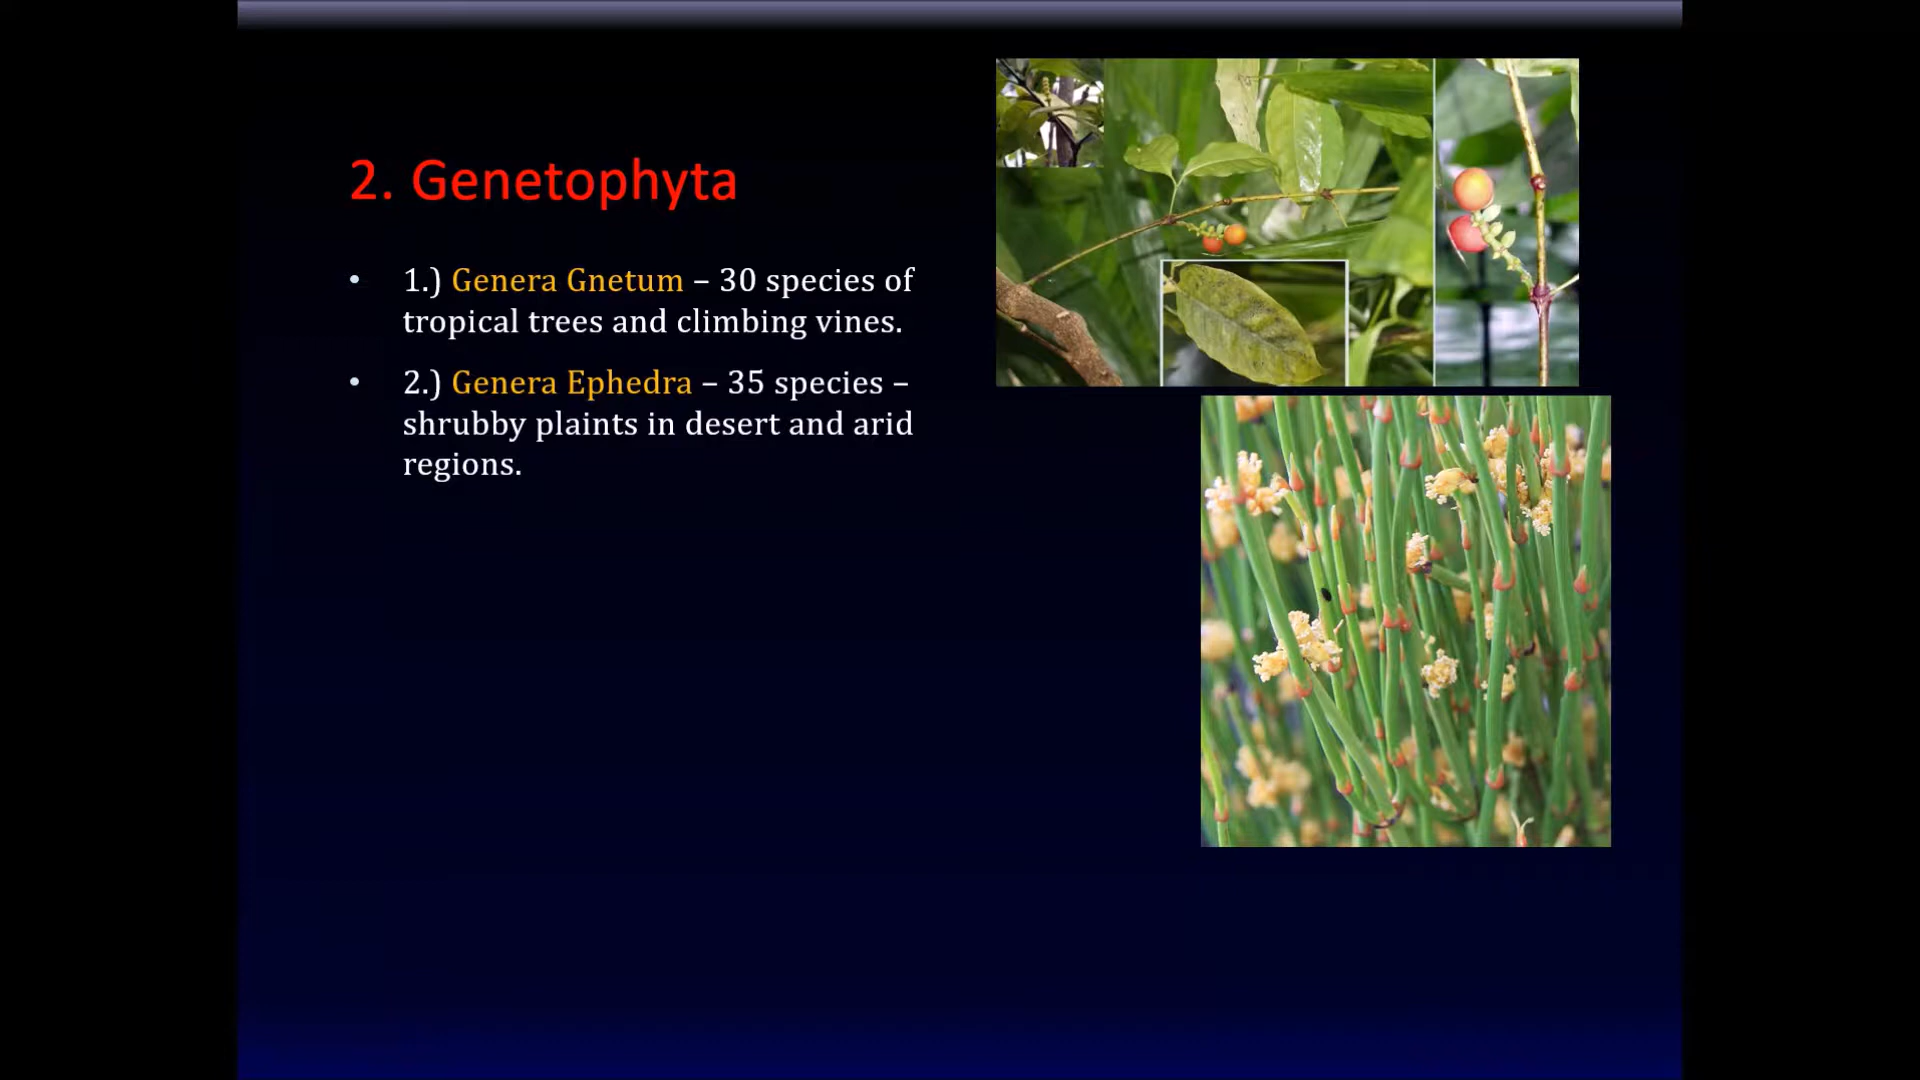 2. Genetophyta
• 1.) Genera Gnetum – 30 species of
tropical trees and climbing vines.
• 2.) Genera Ephedra – 35 species –
shrubby plaints in desert and arid
regions.